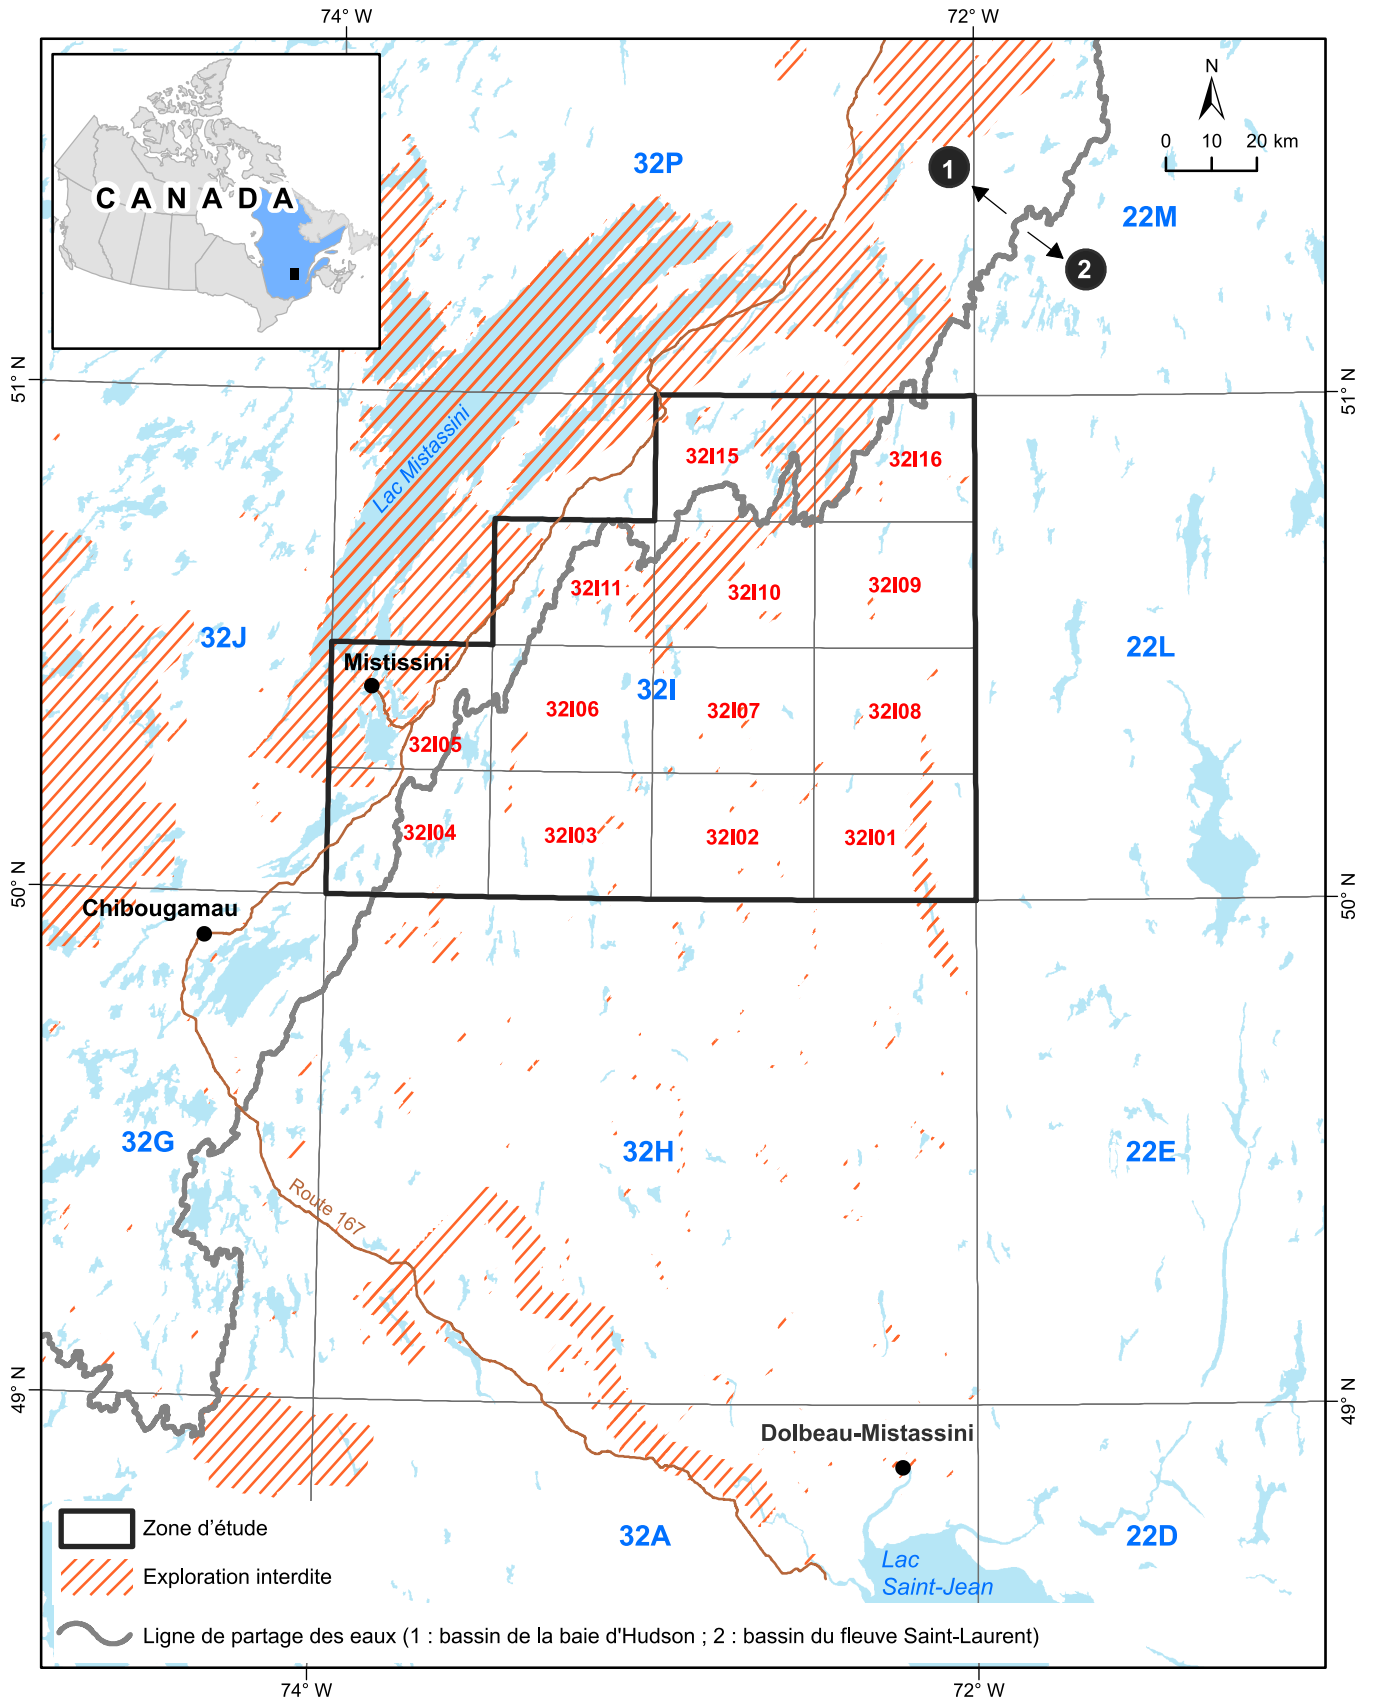 74° W
72° W
CANADA
N
0 10 20 km
32P
1
22M
2
51° N
51° N
Lac Mistassini
32I15
32I16
32I11
32I10
32I09
32J
22L
Mistissini
32I
32I06
32I07
32I08
32I05
32I04
32I03
32I02
32I01
50° N
50° N
Chibougamau
32G
32H
22E
Route 167
49° N
49° N
Dolbeau-Mistassini
32A
22D
Lac
Saint-Jean
Zone d'étude
Exploration interdite
Ligne de partage des eaux (1 : bassin de la baie d'Hudson ; 2 : bassin du fleuve Saint-Laurent)
74° W
72° W